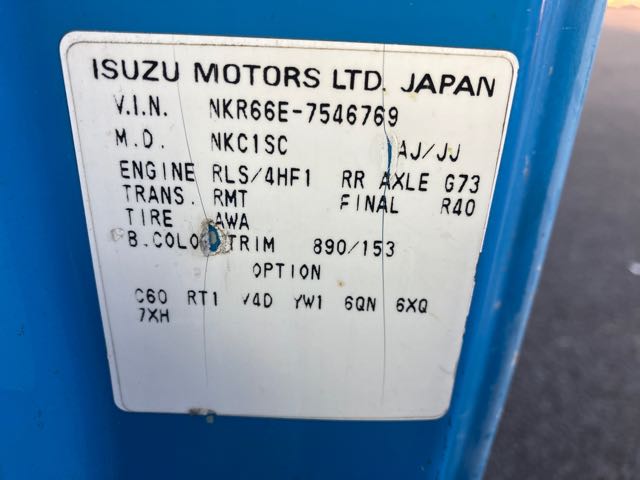 ISUZU MOTORS LTD. JAPAN
V.I.N. NKR66E-7546769
M.D. NKC1SC AJ/JJ
ENGINE RLS/4HF1 RR AXLE G73
TRANS. RMT FINAL R40
TIRE AWA
B.COLO TRIM 890/153
OPTION
C60 RT1 V4D YW1 6QN 6XQ
7XH